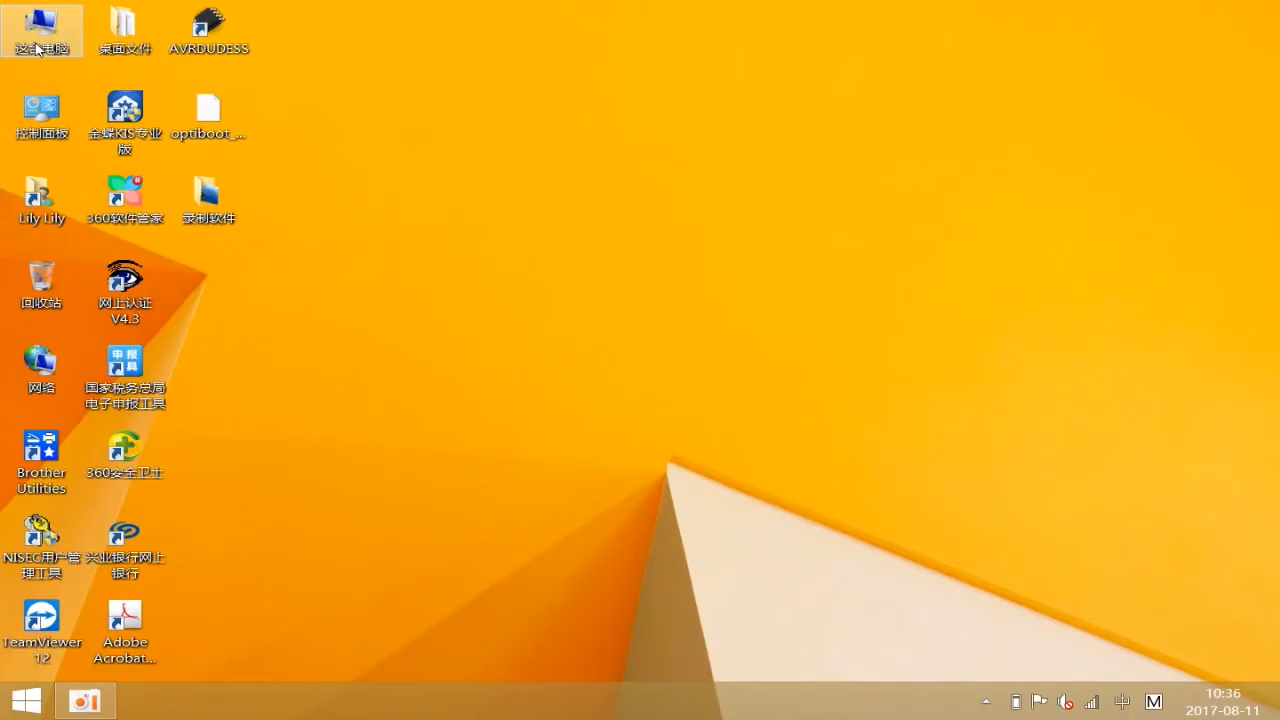 这台电脑
桌面文件
AVRDUDESS
控制面板
金蝶KIS专业
版
optiboot_...
Lily Lily
360软件管家
录制软件
回收站
网上认证
V4.3
网络
申报
具
国家税务总局
电子申报工具
Brother
Utilities
360安全卫士
NISEC用户管
理工具
兴业银行网上
银行
TeamViewer
12
Adobe
Acrobat...
中
M
10:36
2017-08-11